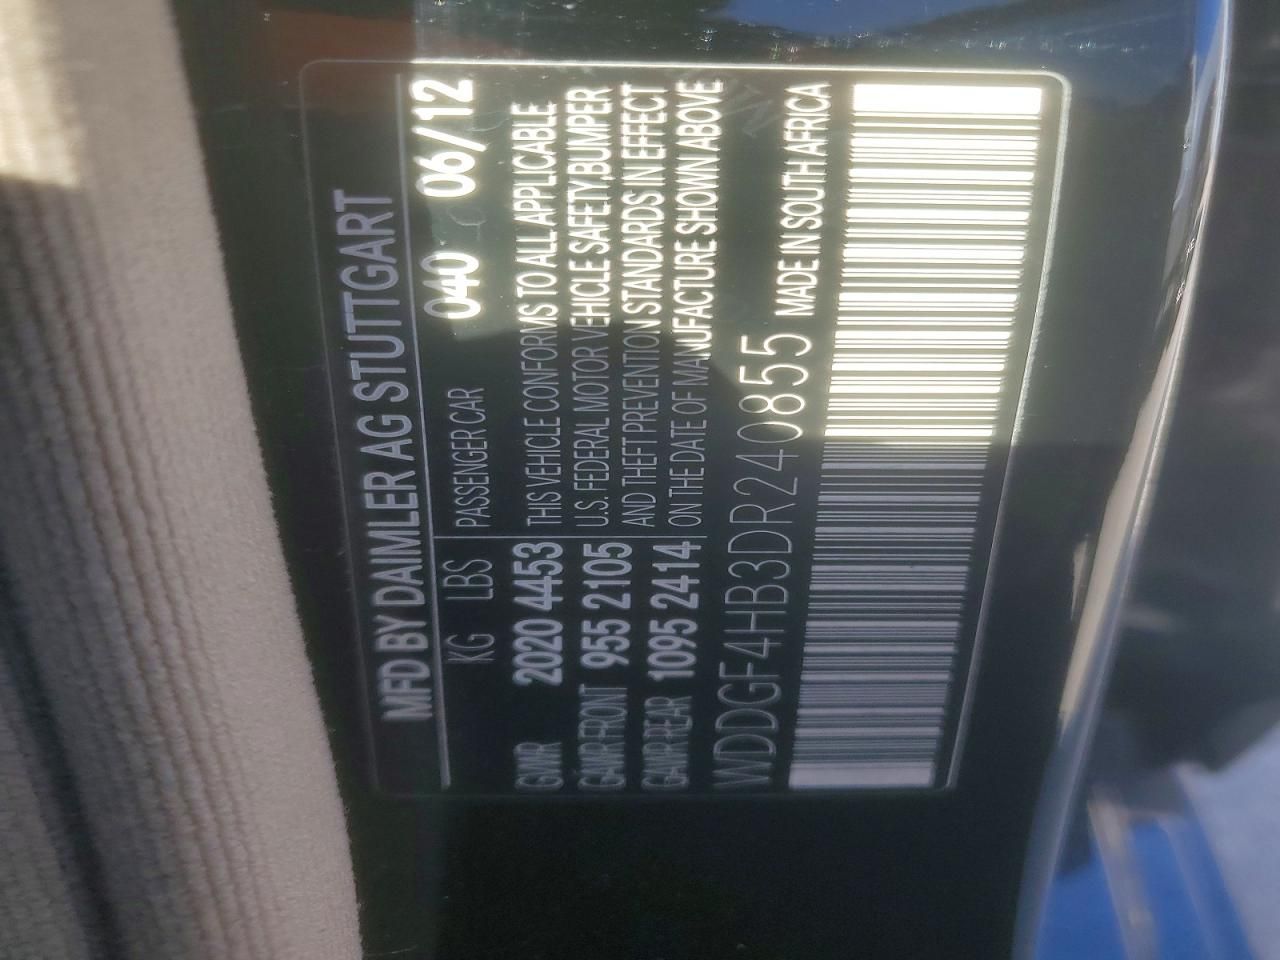 MFD BY DAIMLER AG STUTTGART
040 06/12
KG LBS PASSENGER CAR
GVWR 2020 4453 THIS VEHICLE CONFORMS TO ALL APPLICABLE
GAWR FRONT 955 2105 U.S. FEDERAL MOTOR VEHICLE SAFETY,BUMPER
AND THEFT PREVENTION STANDARDS IN EFFECT
GAWR REAR 1095 2414 ON THE DATE OF MANUFACTURE SHOWN ABOVE
WDDGF4HB3DR240855 MADE IN SOUTH AFRICA